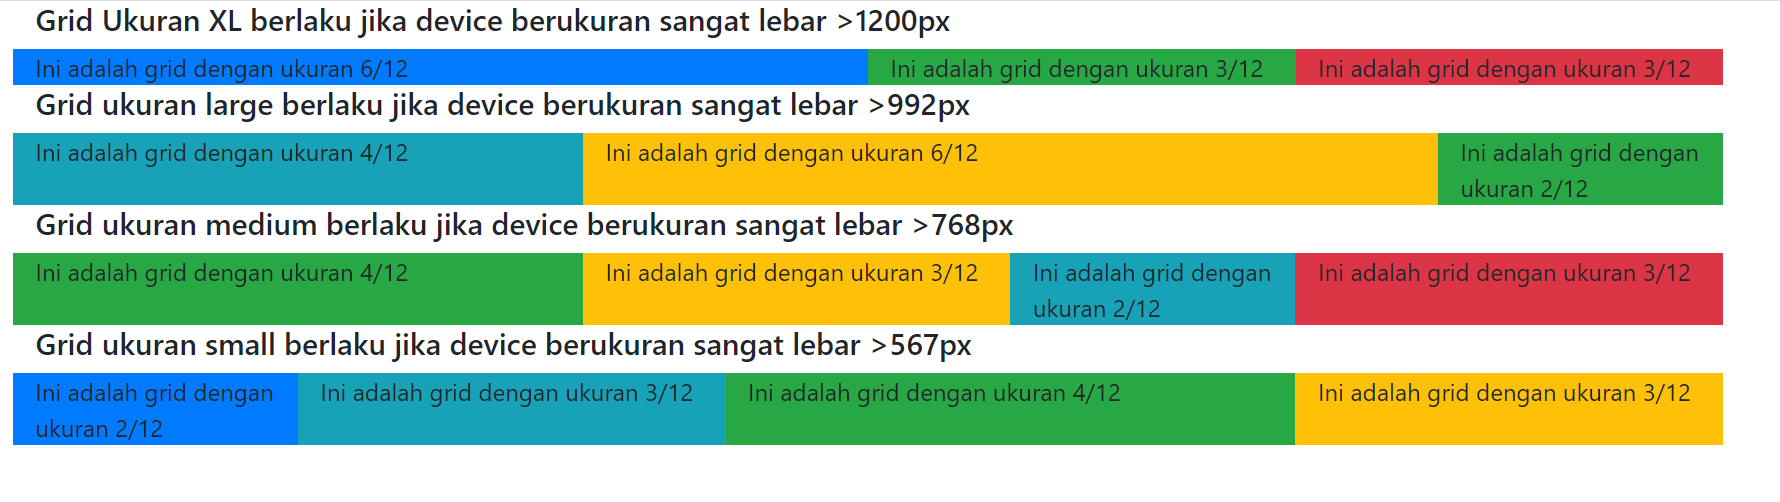 Grid Ukuran XL berlaku jika device berukuran sangat lebar >1200px
Ini adalah grid dengan ukuran 6/12
Ini adalah grid dengan ukuran 3/12
Ini adalah grid dengan ukuran 3/12
Grid ukuran large berlaku jika device berukuran sangat lebar >992px
Ini adalah grid dengan ukuran 4/12
Ini adalah grid dengan ukuran 6/12
Ini adalah grid dengan
ukuran 2/12
Grid ukuran medium berlaku jika device berukuran sangat lebar >768px
Ini adalah grid dengan ukuran 4/12
Ini adalah grid dengan ukuran 3/12
Ini adalah grid dengan
ukuran 2/12
Ini adalah grid dengan ukuran 3/12
Grid ukuran small berlaku jika device berukuran sangat lebar >567px
Ini adalah grid dengan
ukuran 2/12
Ini adalah grid dengan ukuran 3/12
Ini adalah grid dengan ukuran 4/12
Ini adalah grid dengan ukuran 3/12